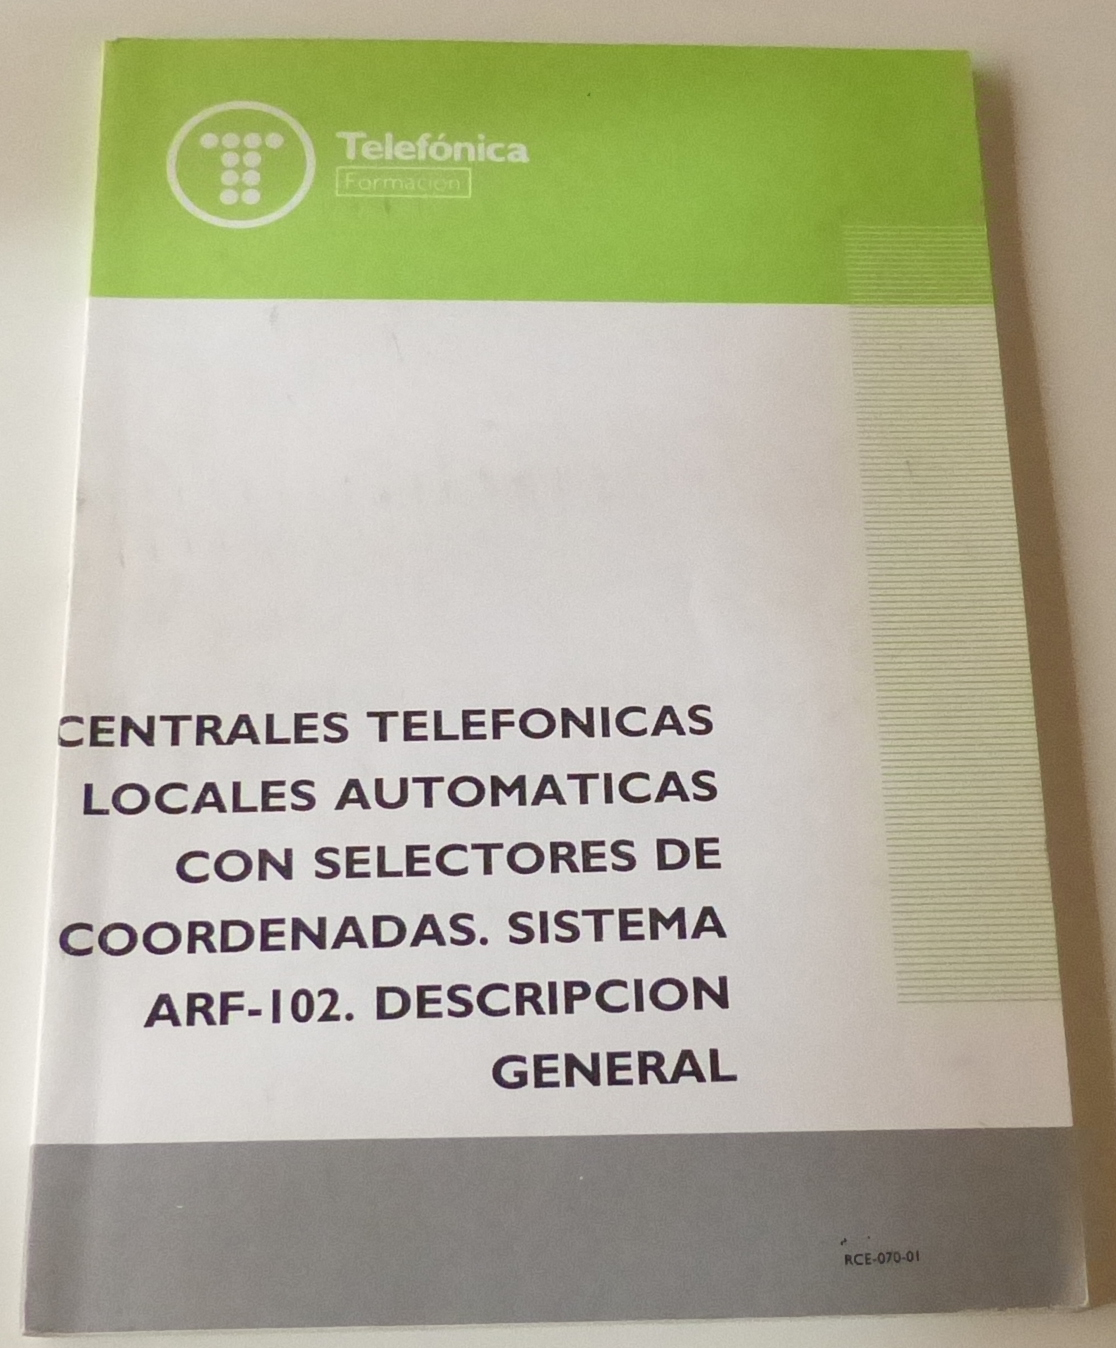 Telefónica
Formación
CENTRALES TELEFONICAS
LOCALES AUTOMATICAS
CON SELECTORES DE
COORDENADAS. SISTEMA
ARF-102. DESCRIPCION
GENERAL
RCE-070-01